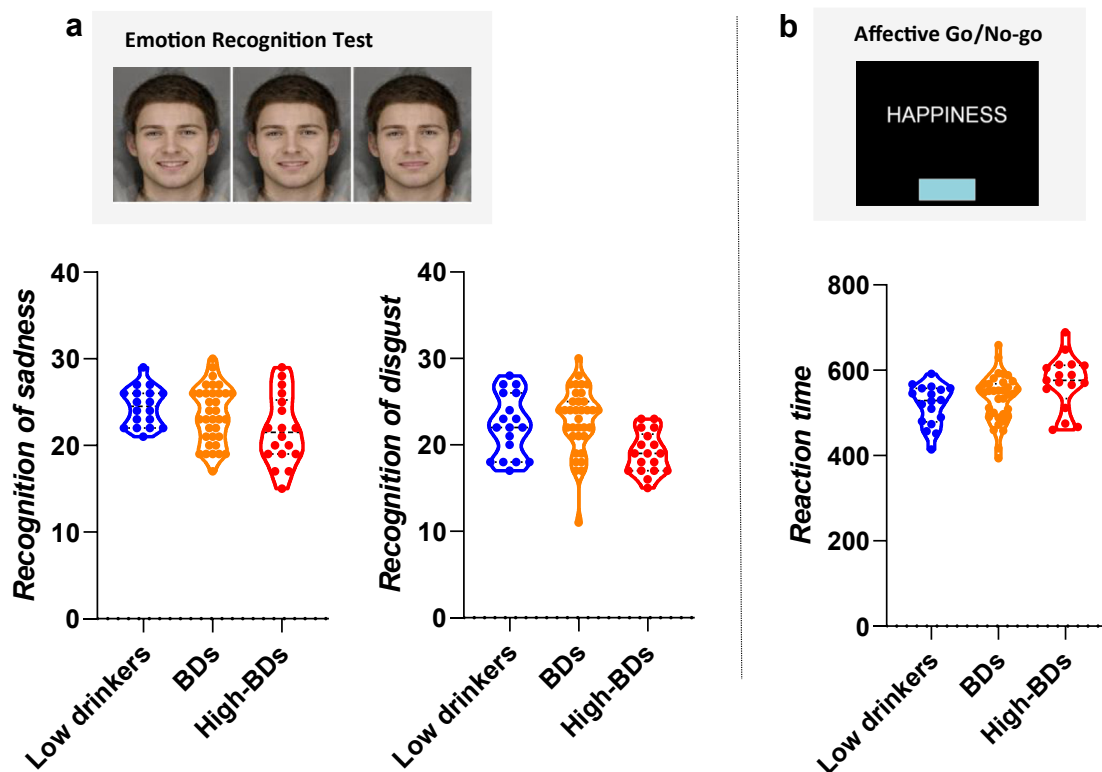 a
Emotion Recognition Test
Recognition of sadness
40
30
20
10
0
Low drinkers
BDs
High-BDs
Recognition of disgust
40
30
20
10
0
Low drinkers
BDs
High-BDs
b
Affective Go/No-go
HAPPINESS
Reaction time
800
600
400
200
0
Low drinkers
BDs
High-BDs